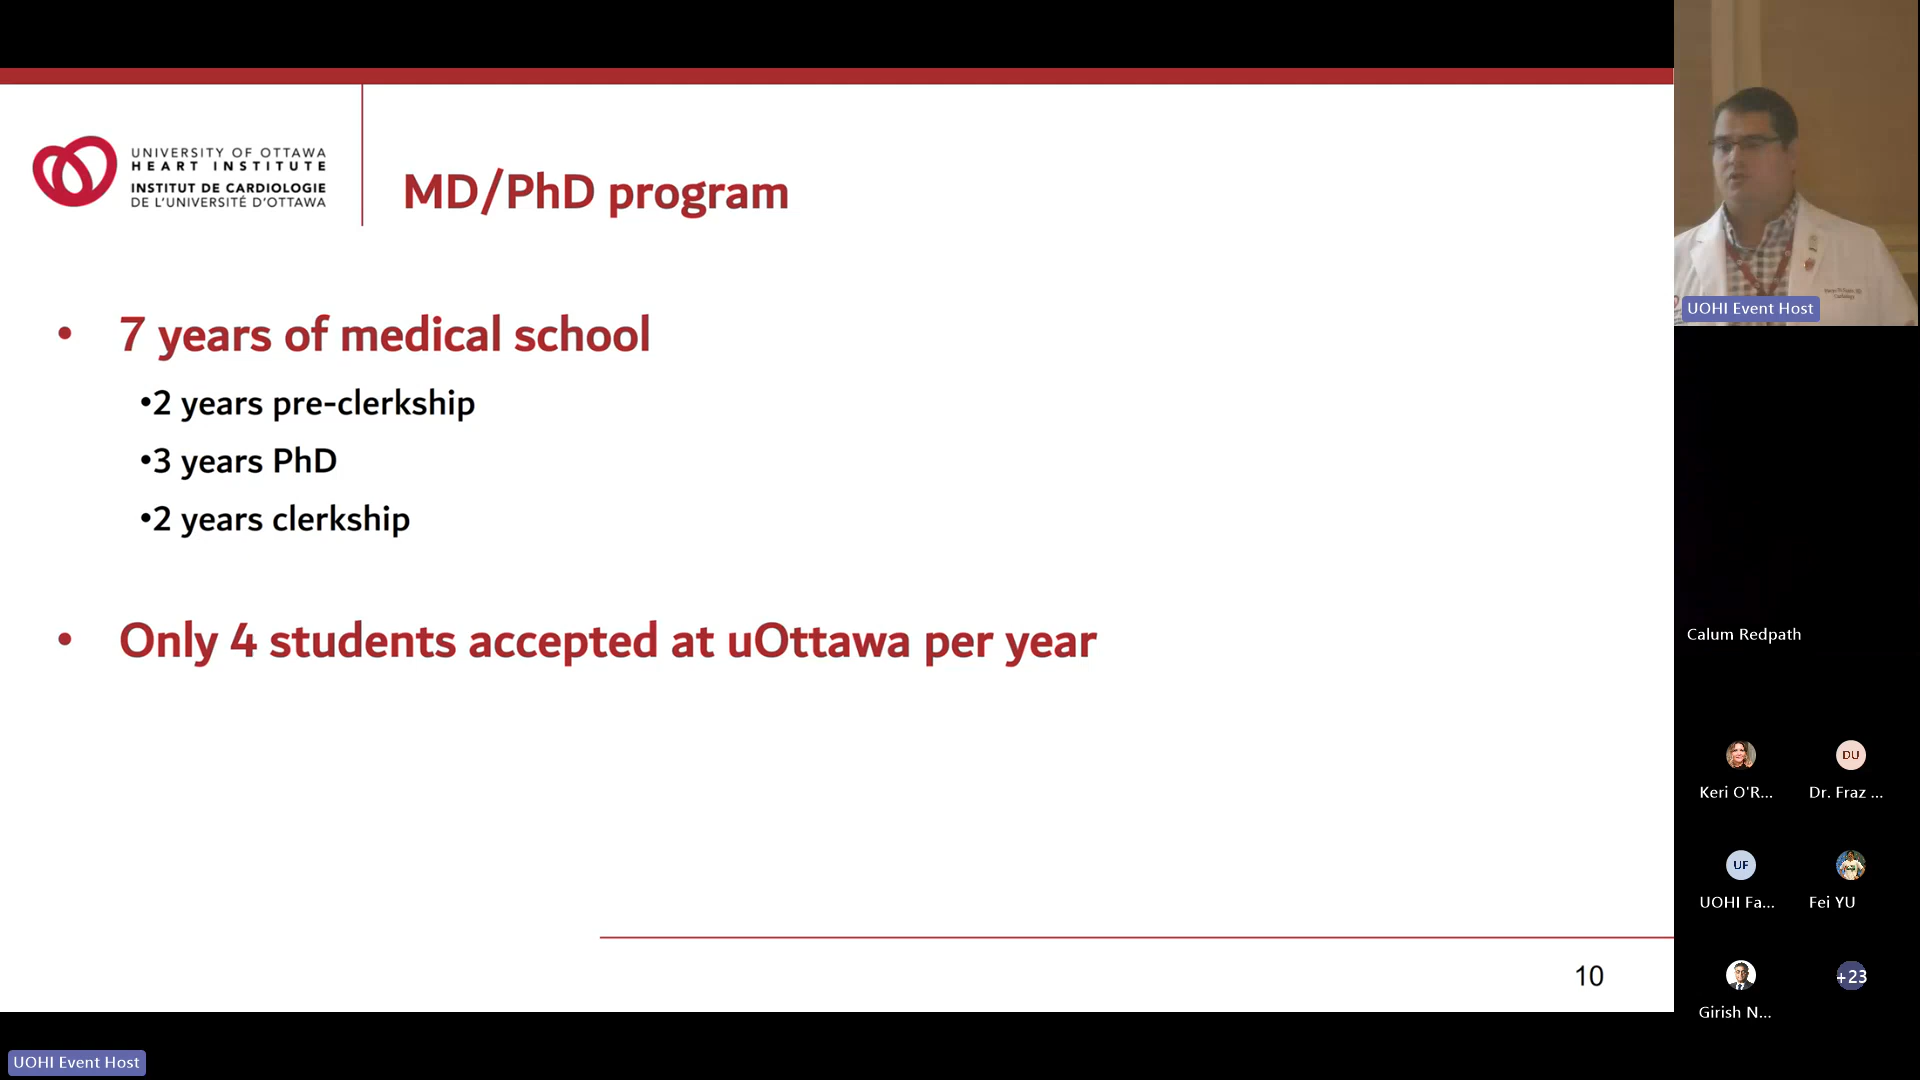 UNIVERSITY OF OTTAWA
HEART INSTITUTE
INSTITUT DE CARDIOLOGIE
DE L'UNIVERSITÉ D'OTTAWA
MD/PhD program
• 7 years of medical school
•2 years pre-clerkship
•3 years PhD
•2 years clerkship
• Only 4 students accepted at uOttawa per year
10
UOHI Event Host
UOHI Event Host
Calum Redpath
DU
Keri O'R...
Dr. Fraz ...
UF
UOHI Fa...
Fei YU
+23
Girish N...